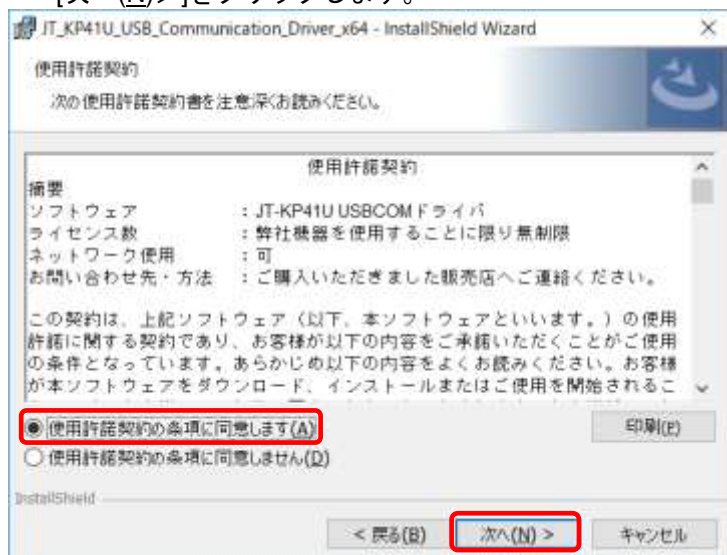 [次へ(N)>]をクリックします。
JT_KP41U_USB_Communication_Driver_x64 - InstallShield Wizard
使用許諾契約
次の使用許諾契約書を注意深くお読みください。
使用許諾契約
摘要
ソフトウェア : JT-KP41U USBCOMドライバ
ライセンス数 : 弊社機器を使用することに限り無制限
ネットワーク使用 : 可
お問い合わせ先・方法 : ご購入いただきました販売店へご連絡ください。
この契約は、上記ソフトウェア（以下、本ソフトウェアといいます。）の使用
許諾に関する契約であり、お客様が以下の内容をご承諾いただくことがご使用
の条件となっています。あらかじめ以下の内容をよくお読みください。お客様
が本ソフトウェアをダウンロード、インストールまたはご使用を開始されるこ
使用許諾契約の条項に同意します(A)
印刷(P)
使用許諾契約の条項に同意しません(D)
InstallShield
< 戻る(B)
次へ(N) >
キャンセル